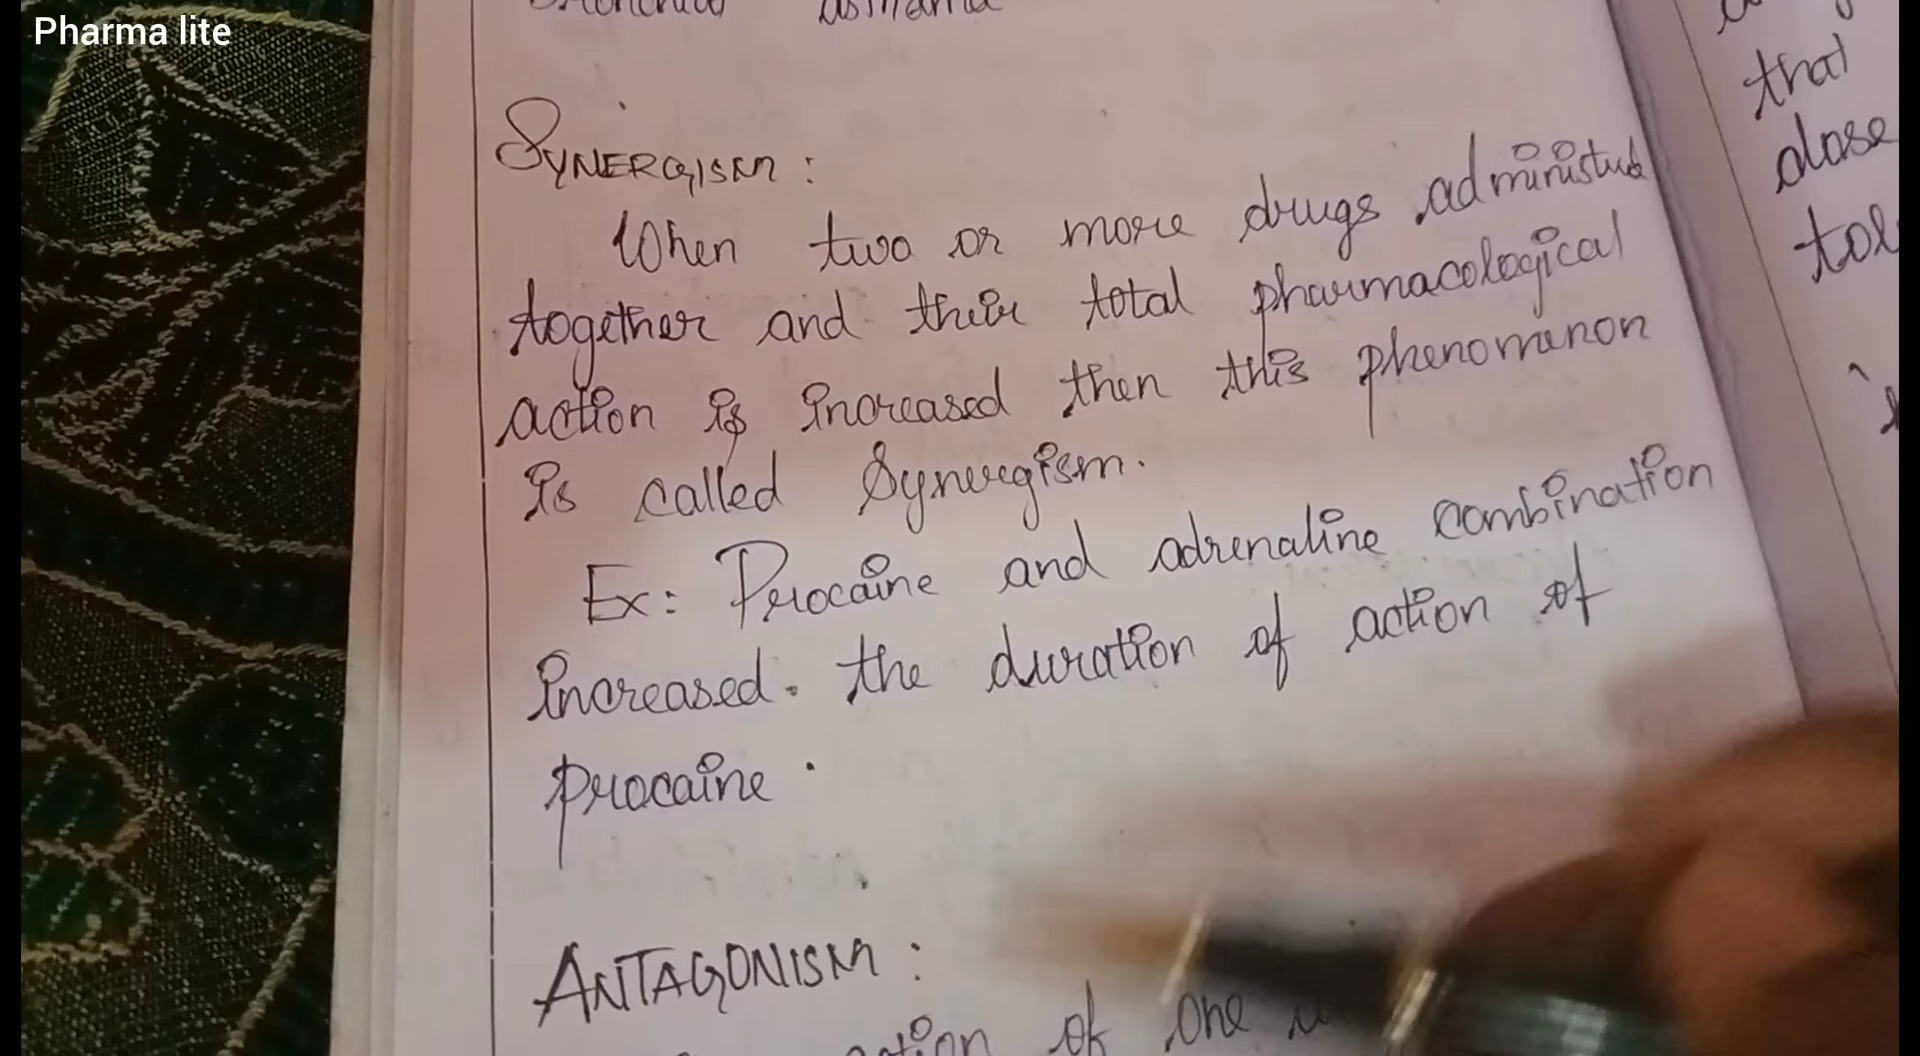 Pharma lite
asthma
SYNERGISM :
When two or more drugs administed
together and their total pharmacological
action is increased then this phenomenon
is called Synergism.
Ex: Procaine and adrenaline combination
increased. the duration of action of
procaine .
ANTAGONISM :
of one
that
dose